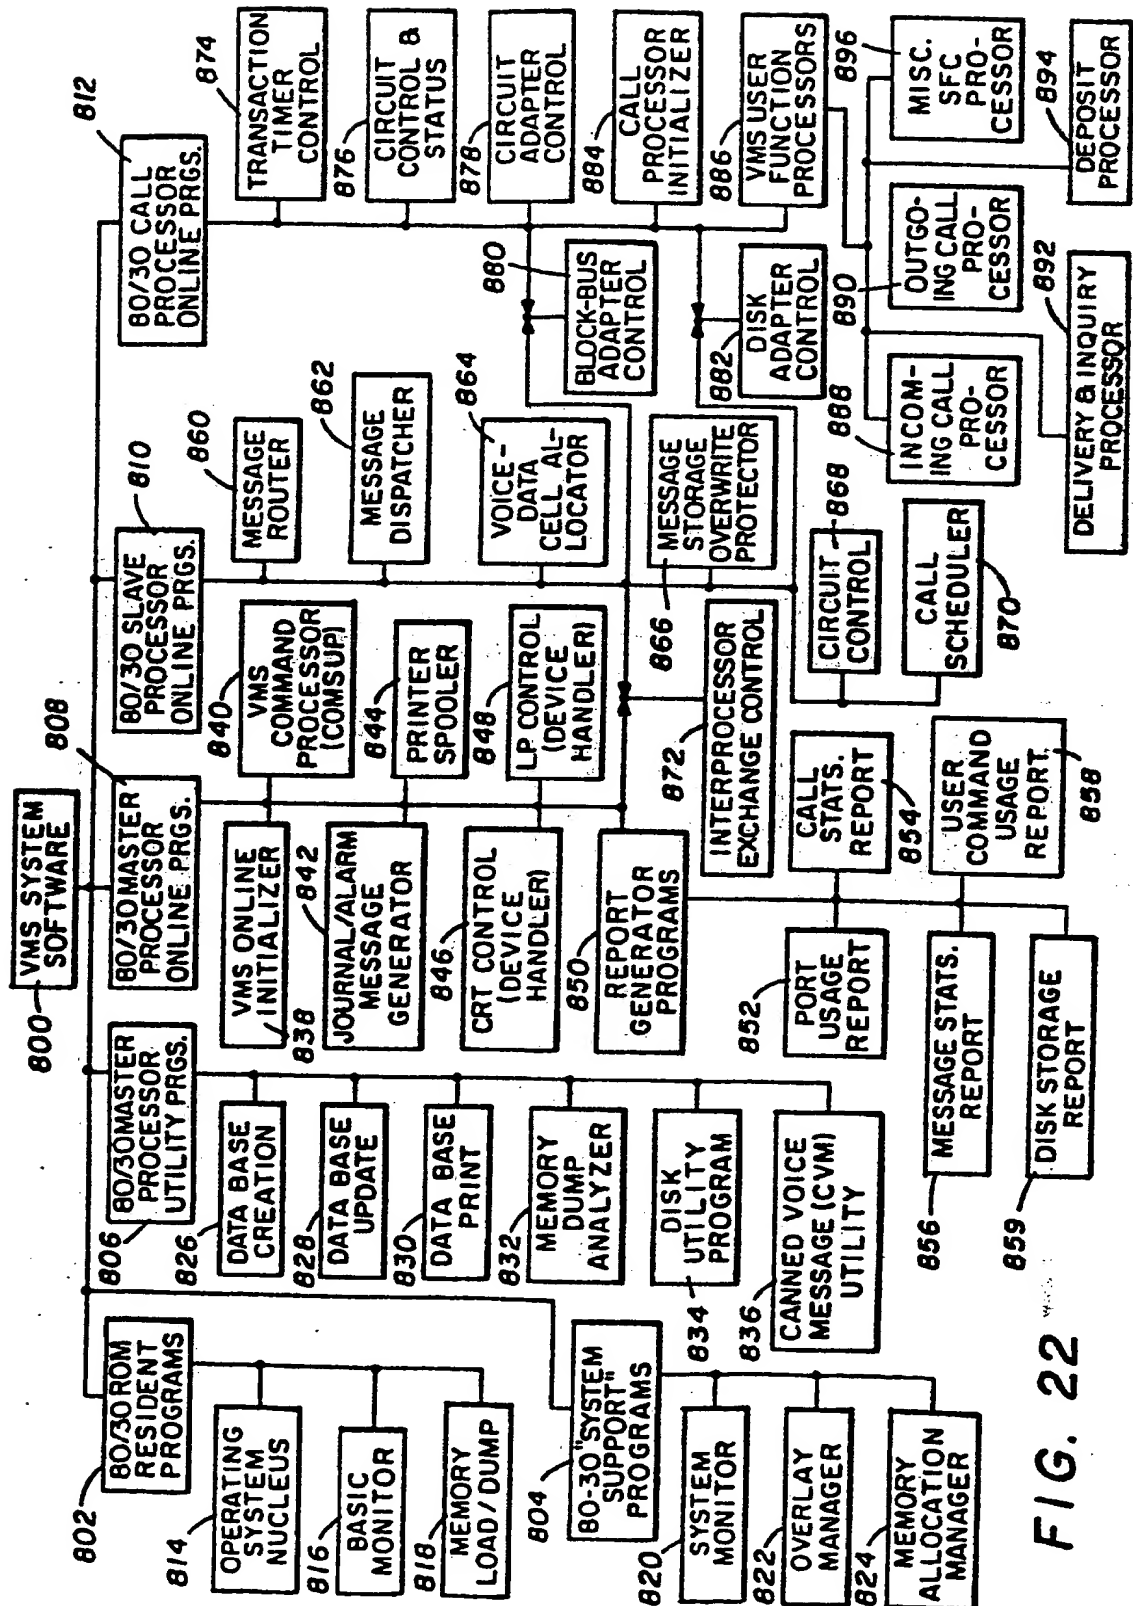 800
VMS SYSTEM
SOFTWARE
802
80/30 ROM
RESIDENT
PROGRAMS
814
OPERATING
SYSTEM
NUCLEUS
816
BASIC
MONITOR
818
MEMORY
LOAD/DUMP
804
80-30 "SYSTEM
SUPPORT"
PROGRAMS
820
SYSTEM
MONITOR
822
OVERLAY
MANAGER
824
MEMORY
ALLOCATION
MANAGER
806
80/30MASTER
PROCESSOR
UTILITY PRGS.
826
DATA BASE
CREATION
828
DATA BASE
UPDATE
830
DATA BASE
PRINT
832
MEMORY
DUMP
ANALYZER
834
DISK
UTILITY
PROGRAM
836
CANNED VOICE
MESSAGE (CVM)
UTILITY
808
80/30MASTER
PROCESSOR
ONLINE PRGS.
838
VMS ONLINE
INITIALIZER
840
VMS
COMMAND
PROCESSOR
(COMSUP)
842
JOURNAL/ALARM
MESSAGE
GENERATOR
844
PRINTER
SPOOLER
846
CRT CONTROL
(DEVICE
HANDLER)
848
LP CONTROL
(DEVICE
HANDLER)
850
REPORT
GENERATOR
PROGRAMS
852
PORT
USAGE
REPORT
854
CALL
STATS.
REPORT
856
MESSAGE STATS.
REPORT
858
USER
COMMAND
USAGE
REPORT
859
DISK STORAGE
REPORT
810
80/30 SLAVE
PROCESSOR
ONLINE PRGS.
860
MESSAGE
ROUTER
862
MESSAGE
DISPATCHER
864
VOICE-
DATA
CELL AL-
LOCATOR
866
MESSAGE
STORAGE
OVERWRITE
PROTECTOR
868
CIRCUIT
CONTROL
870
CALL
SCHEDULER
872
INTERPROCESSOR
EXCHANGE CONTROL
812
80/30 CALL
PROCESSOR
ONLINE PRGS.
874
TRANSACTION
TIMER
CONTROL
876
CIRCUIT
CONTROL &
STATUS
878
CIRCUIT
ADAPTER
CONTROL
880
BLOCK-BUS
ADAPTER
CONTROL
882
DISK
ADAPTER
CONTROL
884
CALL
PROCESSOR
INITIALIZER
886
VMS USER
FUNCTION
PROCESSORS
888
INCOM-
ING CALL
PRO-
CESSOR
890
OUTGO-
ING CALL
PRO-
CESSOR
892
DELIVERY & INQUIRY
PROCESSOR
894
DEPOSIT
PROCESSOR
896
MISC.
SFC
PRO-
CESSOR
FIG. 22